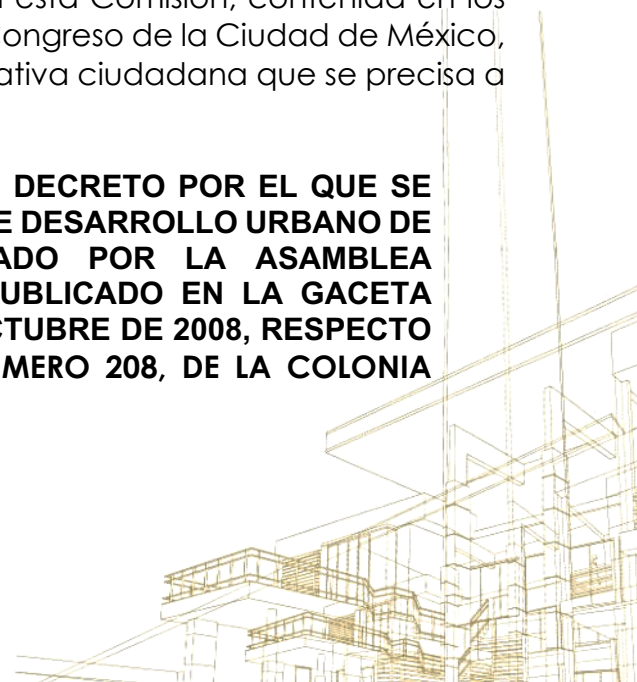 esta Comisión, contenida en los
Congreso de la Ciudad de México,
ativa ciudadana que se precisa a
DECRETO POR EL QUE SE
E DESARROLLO URBANO DE
ADO POR LA ASAMBLEA
UBLICADO EN LA GACETA
CTUBRE DE 2008, RESPECTO
MERO 208, DE LA COLONIA